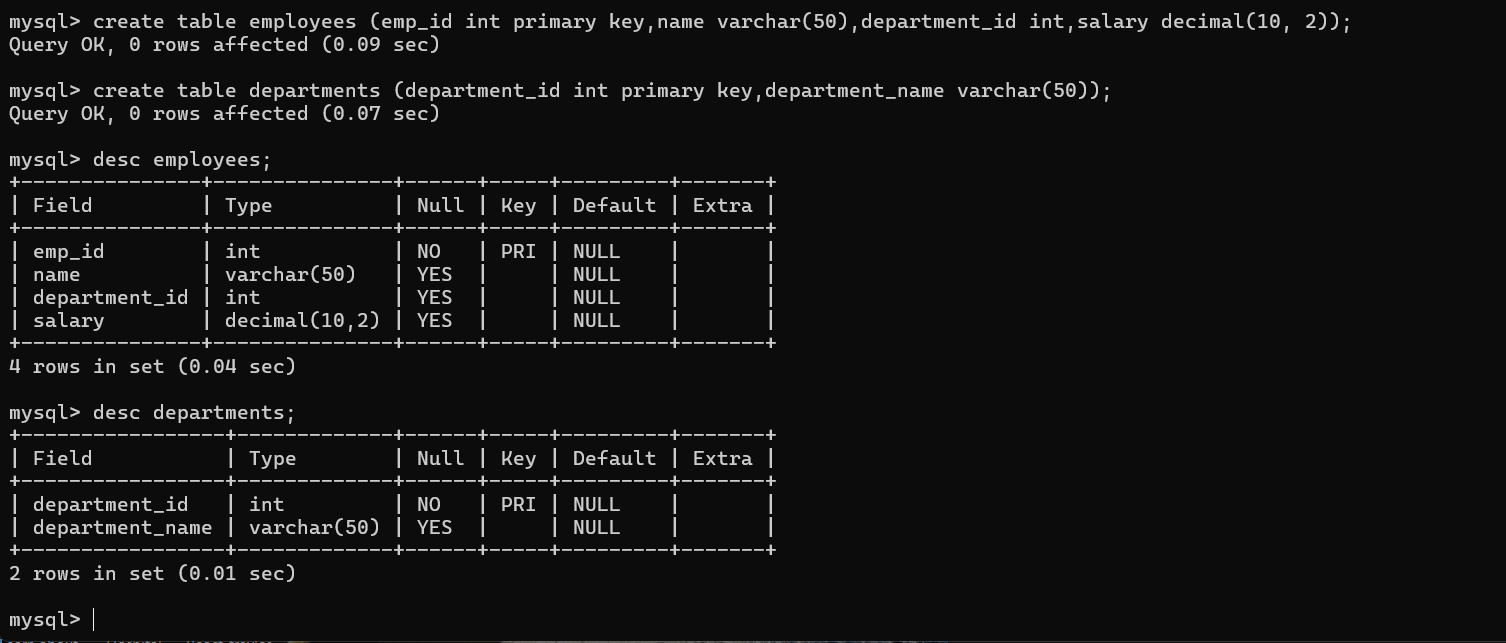 mysql> create table employees (emp_id int primary key,name varchar(50),department_id int,salary decimal(10, 2));
Query OK, 0 rows affected (0.09 sec)

mysql> create table departments (department_id int primary key,department_name varchar(50));
Query OK, 0 rows affected (0.07 sec)

mysql> desc employees;
+---------------+---------------+------+-----+---------+-------+
| Field         | Type          | Null | Key | Default | Extra |
+---------------+---------------+------+-----+---------+-------+
| emp_id        | int           | NO   | PRI | NULL    |       |
| name          | varchar(50)   | YES  |     | NULL    |       |
| department_id | int           | YES  |     | NULL    |       |
| salary        | decimal(10,2) | YES  |     | NULL    |       |
+---------------+---------------+------+-----+---------+-------+
4 rows in set (0.04 sec)

mysql> desc departments;
+-----------------+-------------+------+-----+---------+-------+
| Field           | Type        | Null | Key | Default | Extra |
+-----------------+-------------+------+-----+---------+-------+
| department_id   | int         | NO   | PRI | NULL    |       |
| department_name | varchar(50) | YES  |     | NULL    |       |
+-----------------+-------------+------+-----+---------+-------+
2 rows in set (0.01 sec)

mysql>